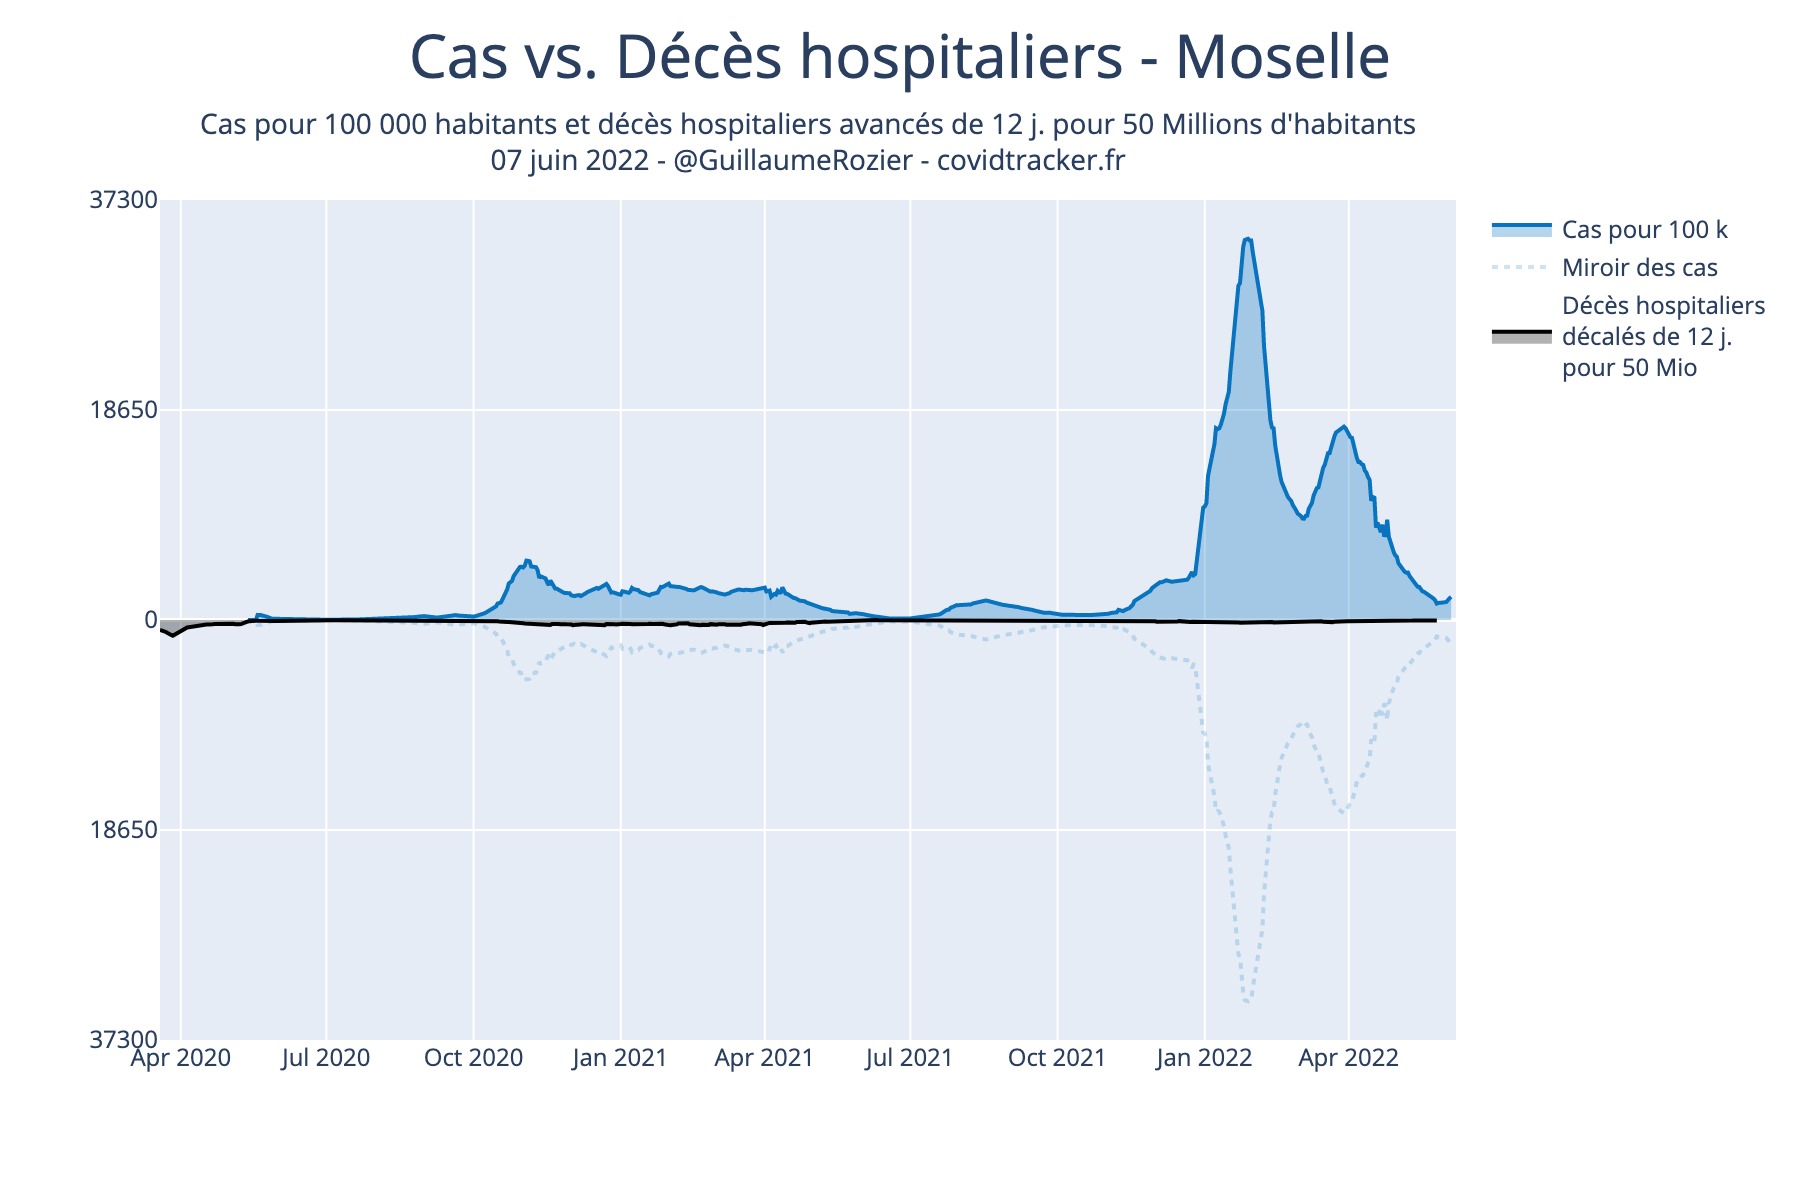 Cas vs. Décès hospitaliers - Moselle
Cas pour 100 000 habitants et décès hospitaliers avancés de 12 j. pour 50 Millions d'habitants
07 juin 2022 - @GuillaumeRozier - covidtracker.fr
37300
18650
0
18650
37300
Apr 2020
Jul 2020
Oct 2020
Jan 2021
Apr 2021
Jul 2021
Oct 2021
Jan 2022
Apr 2022
Cas pour 100 k
Miroir des cas
Décès hospitaliers
décalés de 12 j.
pour 50 Mio